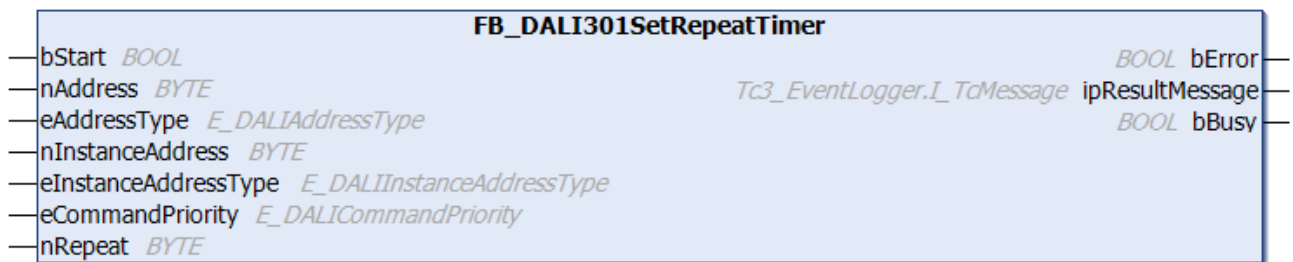 FB_DALI301SetRepeatTimer
bStart BOOL BOOL bError
nAddress BYTE Tc3_EventLogger.I_TcMessage ipResultMessage
eAddressType E_DALIAddressType BOOL bBusy
nInstanceAddress BYTE
eInstanceAddressType E_DALIInstanceAddressType
eCommandPriority E_DALICommandPriority
nRepeat BYTE